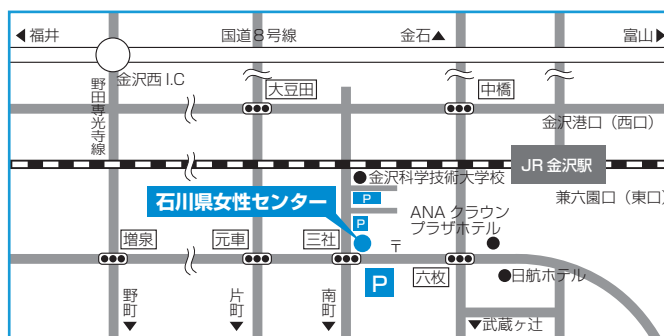 ◀福井
国道8号線
金石▲
富山▶
金沢西I.C
野田専光寺線
大豆田
中橋
金沢港口（西口）
JR 金沢駅
金沢科学技術大学校
兼六園口（東口）
P
石川県女性センター
P
ANA クラウン
プラザホテル
増泉
元車
三社
〒
P
六枚
●日航ホテル
野町▼
片町▼
南町▼
▼武蔵ヶ辻